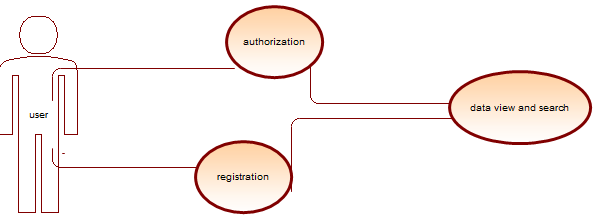 authorization
data view and search
user
registration